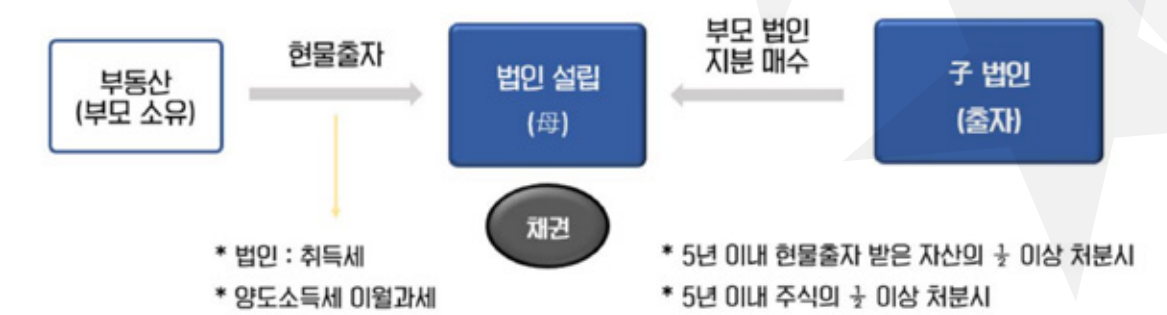 부동산
(부모 소유)
현물출자
법인 설립
(母)
부모 법인
지분 매수
子 법인
(출자)
채권
* 법인 : 취득세
* 양도소득세 이월과세
* 5년 이내 현물출자 받은 자산의 ½ 이상 처분시
* 5년 이내 주식의 ½ 이상 처분시